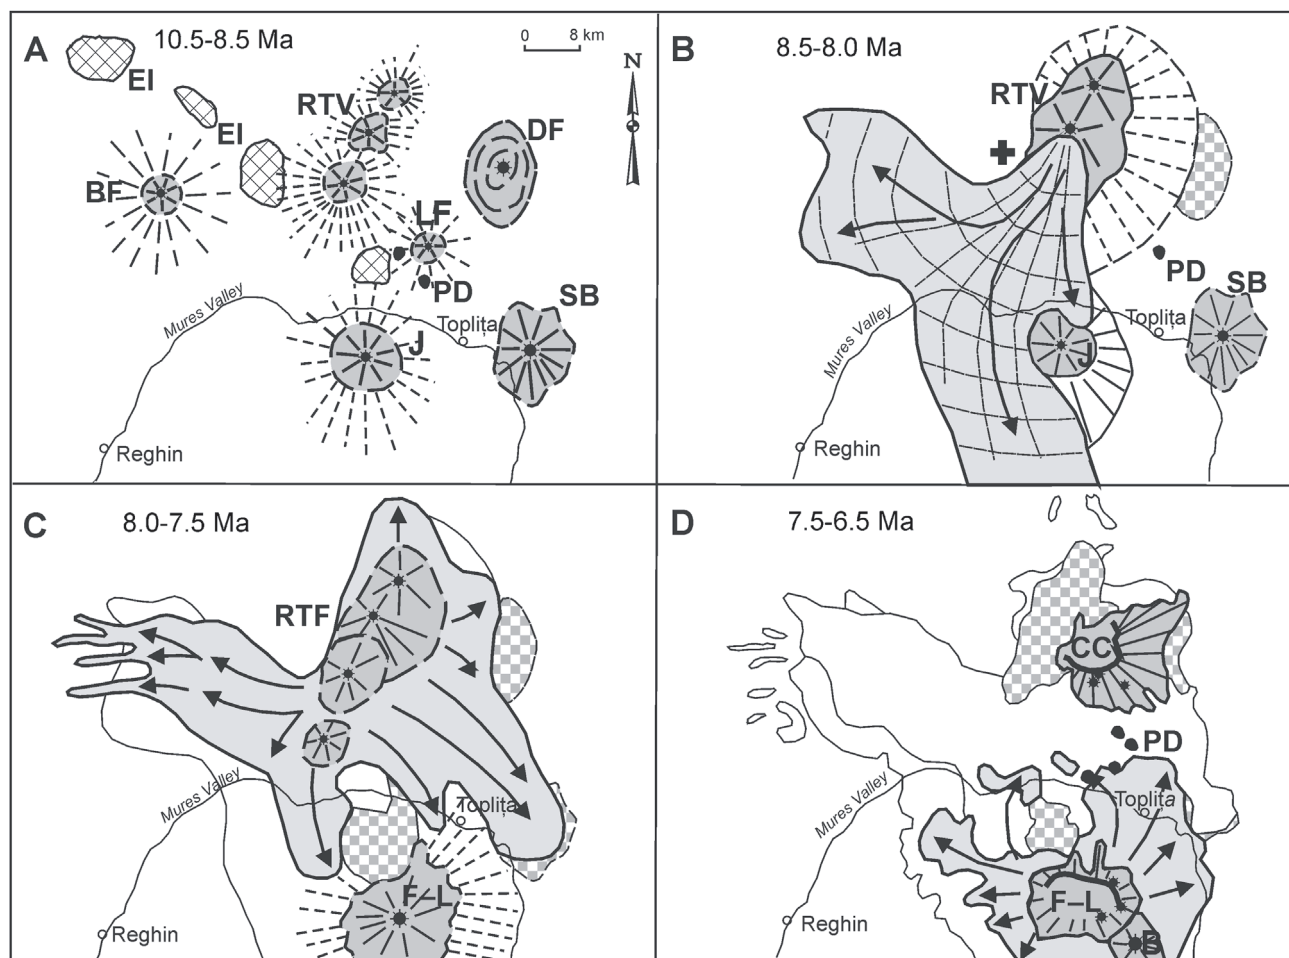 A
10.5-8.5 Ma
0 8 km
N
EI
EI
RTV
DF
BF
LF
PD
SB
Mures Valley
Toplița
J
Reghin
B
8.5-8.0 Ma
RTV
PD
SB
Mures Valley
Toplița
J
Reghin
C
8.0-7.5 Ma
RTF
Mures Valley
Toplița
F-L
Reghin
D
7.5-6.5 Ma
CC
PD
Mures Valley
Toplița
F-L
Reghin
B